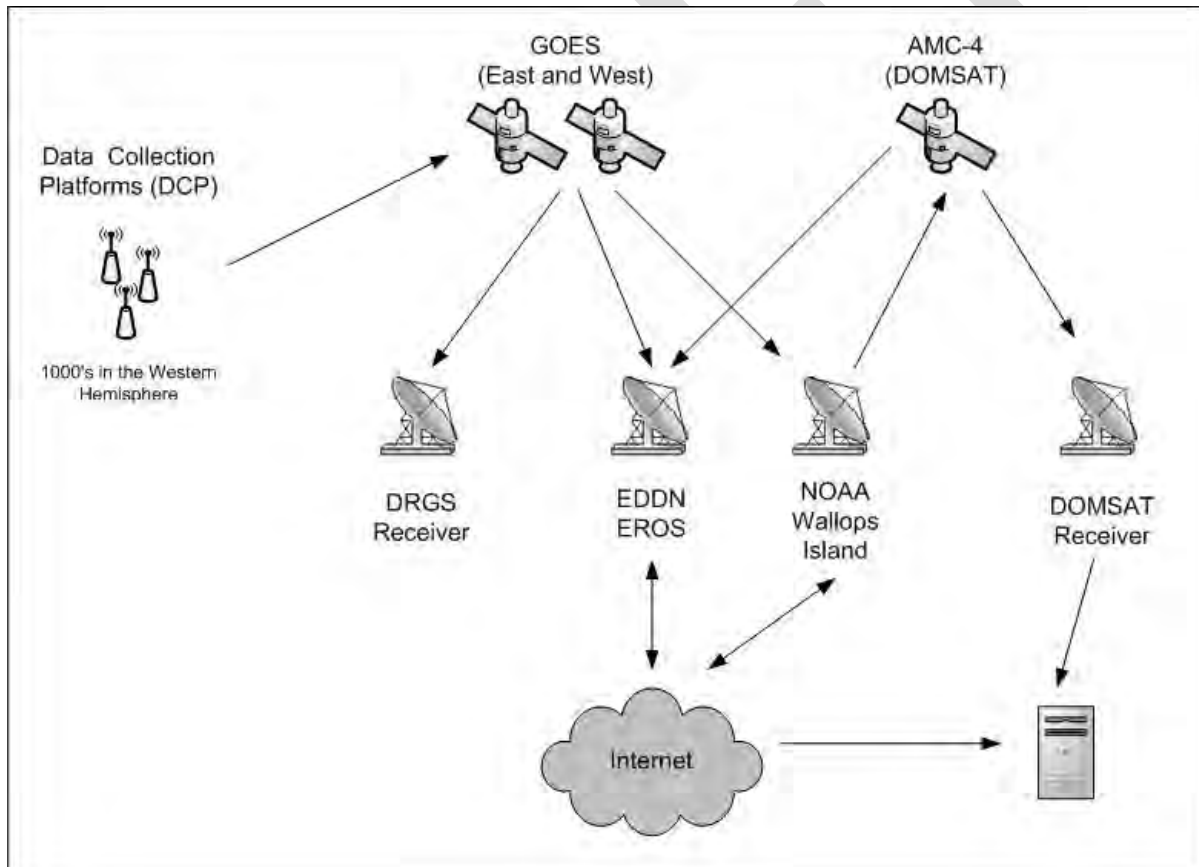 GOES
(East and West)
AMC-4
(DOMSAT)
Data Collection
Platforms (DCP)
1000's in the Western
Hemisphere
DRGS
Receiver
EDDN
EROS
NOAA
Wallops
Island
DOMSAT
Receiver
Internet